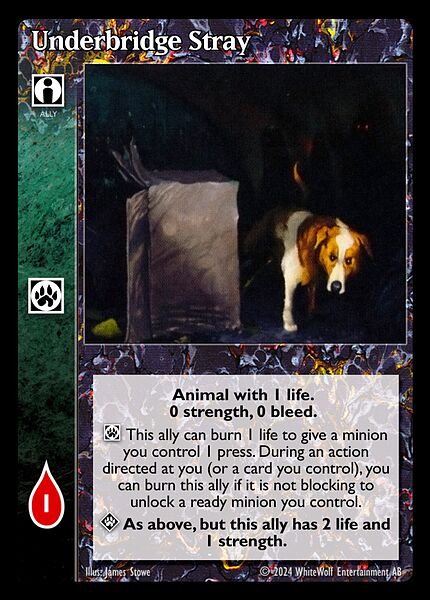 Underbridge Stray
ALLY
Animal with 1 life.
0 strength, 0 bleed.
This ally can burn 1 life to give a minion
you control 1 press. During an action
directed at you (or a card you control), you
can burn this ally if it is not blocking to
unlock a ready minion you control.
As above, but this ally has 2 life and
1 strength.
1
Illus: James Stowe
© 2024 WhiteWolf Entertainment AB